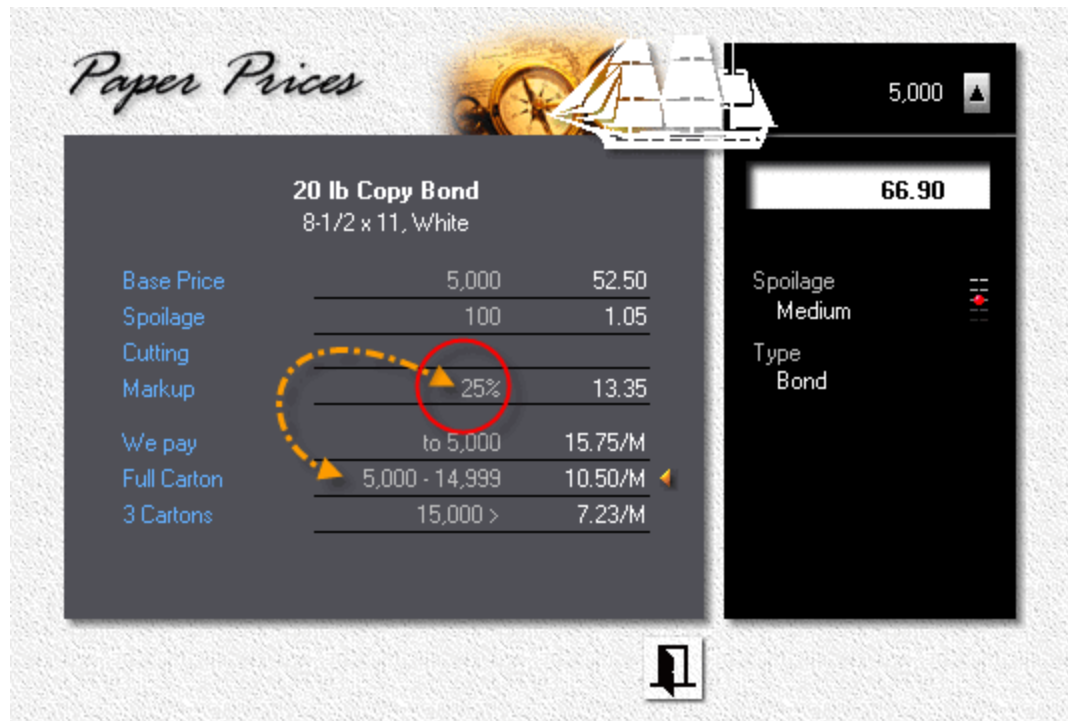 Paper Prices
5,000
66.90
20 lb Copy Bond
8-1/2 x 11, White
Base Price 5,000 52.50
Spoilage 100 1.05
Cutting
Markup 25% 13.35
We pay to 5,000 15.75/M
Full Carton 5,000 - 14,999 10.50/M
3 Cartons 15,000 > 7.23/M
Spoilage
Medium
Type
Bond